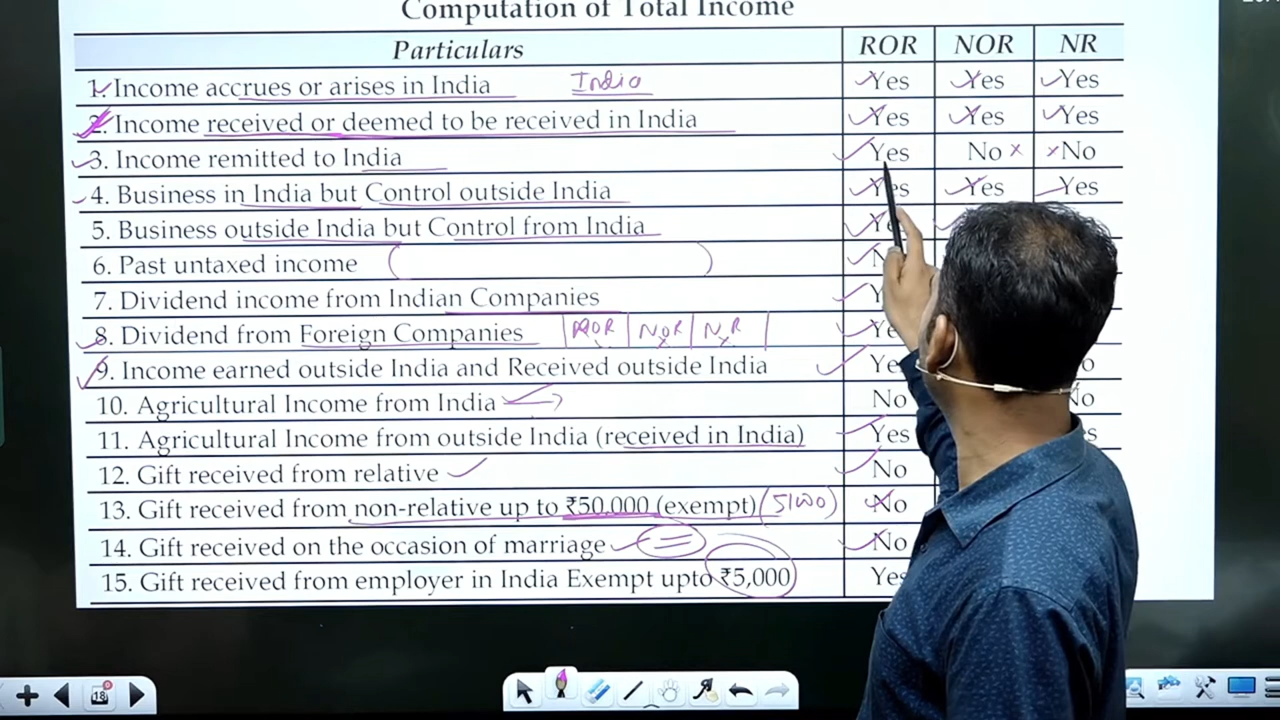 Computation of Total Income
Particulars ROR NOR NR
1. Income accrues or arises in India India Yes Yes Yes
2. Income received or deemed to be received in India Yes Yes Yes
3. Income remitted to India Yes No × × No
4. Business in India but Control outside India Yes Yes Yes
5. Business outside India but Control from India
6. Past untaxed income
7. Dividend income from Indian Companies
8. Dividend from Foreign Companies ROR NOR NR
9. Income earned outside India and Received outside India
10. Agricultural Income from India No No
11. Agricultural Income from outside India (received in India) Yes
12. Gift received from relative No
13. Gift received from non-relative up to ₹50,000 (exempt) No
14. Gift received on the occasion of marriage No
15. Gift received from employer in India Exempt upto ₹5,000 Yes
18